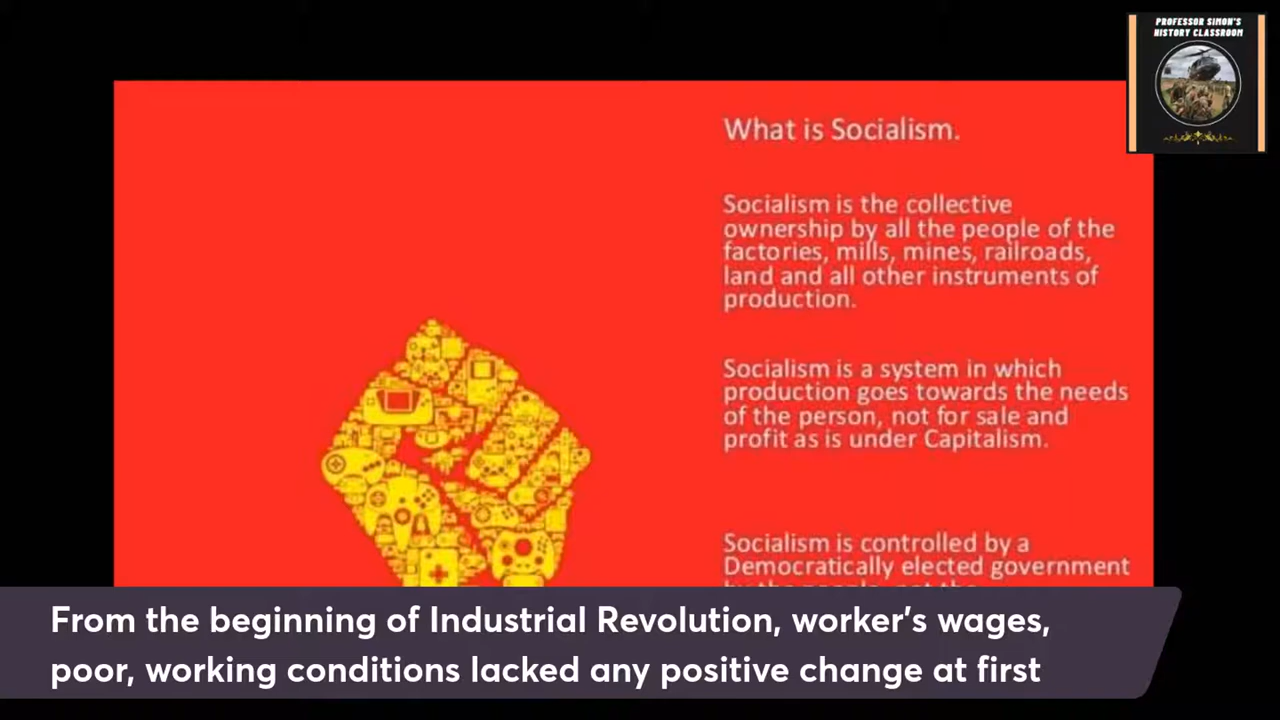 PROFESSOR SIMON'S
HISTORY CLASSROOM
What is Socialism.
Socialism is the collective
ownership by all the people of the
factories, mills, mines, railroads,
land and all other instruments of
production.
Socialism is a system in which
production goes towards the needs
of the person, not for sale and
profit as is under Capitalism.
Socialism is controlled by a
Democratically elected government
From the beginning of Industrial Revolution, worker's wages,
poor, working conditions lacked any positive change at first